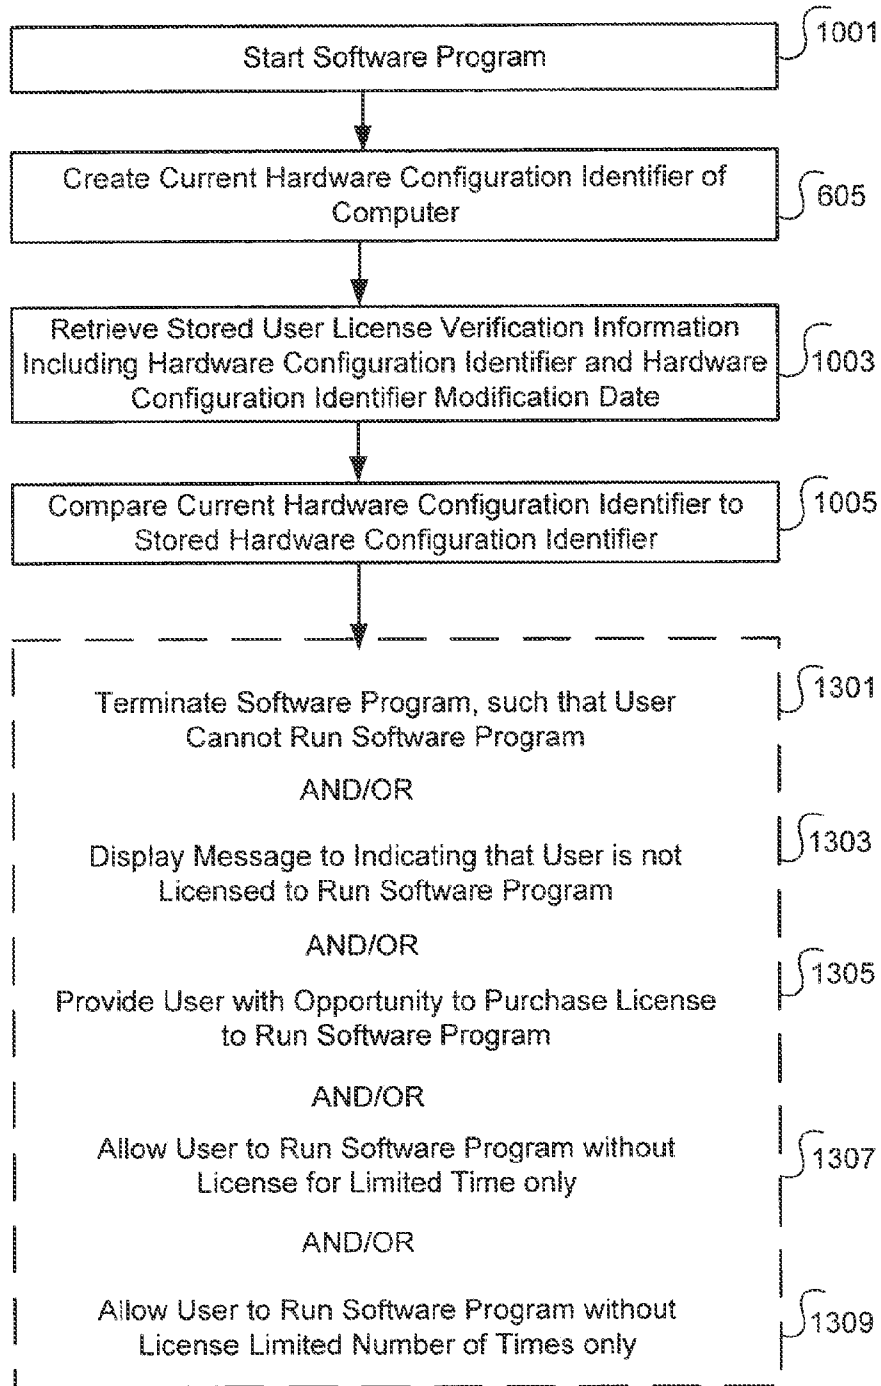 Start Software Program
1001
Create Current Hardware Configuration Identifier of
Computer
605
Retrieve Stored User License Verification Information
Including Hardware Configuration Identifier and Hardware
Configuration Identifier Modification Date
1003
Compare Current Hardware Configuration Identifier to
Stored Hardware Configuration Identifier
1005
Terminate Software Program, such that User
Cannot Run Software Program
1301
AND/OR
Display Message to Indicating that User is not
Licensed to Run Software Program
1303
AND/OR
Provide User with Opportunity to Purchase License
to Run Software Program
1305
AND/OR
Allow User to Run Software Program without
License for Limited Time only
1307
AND/OR
Allow User to Run Software Program without
License Limited Number of Times only
1309